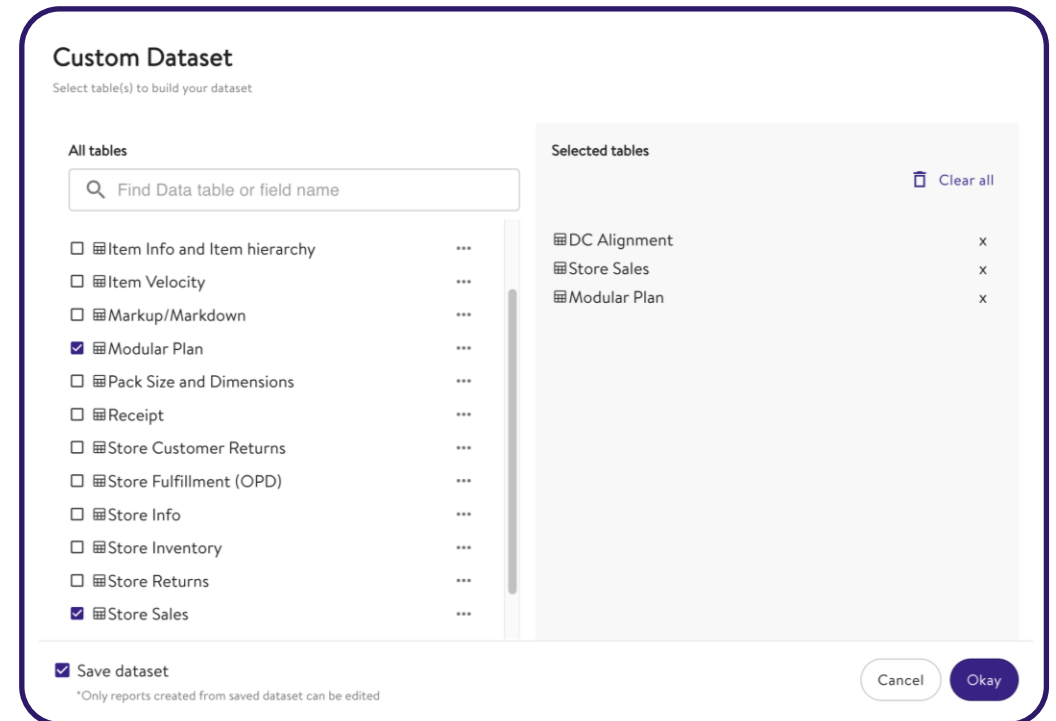 Custom Dataset
Select table(s) to build your dataset
All tables
Find Data table or field name
Item Info and Item hierarchy
Item Velocity
Markup/Markdown
Modular Plan
Pack Size and Dimensions
Receipt
Store Customer Returns
Store Fulfillment (OPD)
Store Info
Store Inventory
Store Returns
Store Sales
Selected tables
Clear all
DC Alignment x
Store Sales x
Modular Plan x
Save dataset
*Only reports created from saved dataset can be edited
Cancel Okay